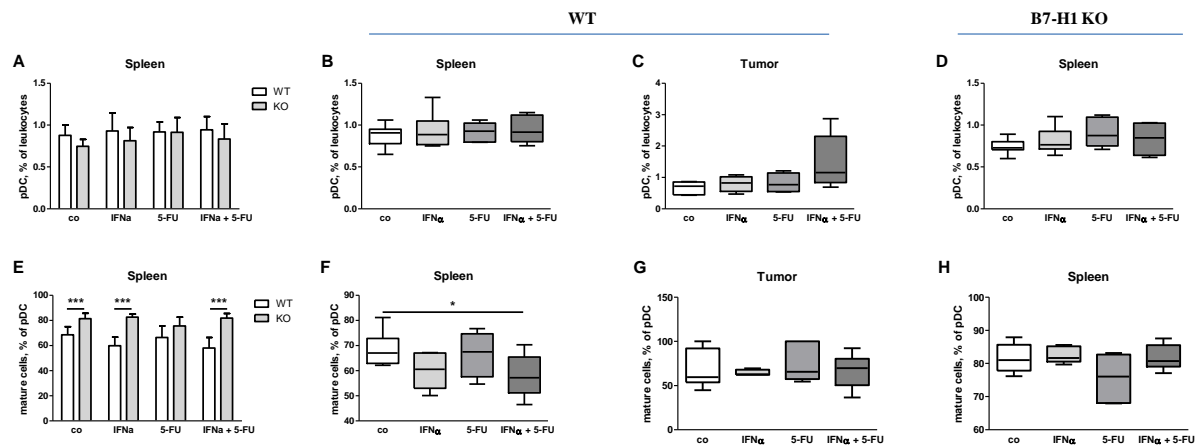 WT
B7-H1 KO
A
Spleen
pDC, % of leukocytes
1.5
1.0
0.5
0.0
WT
KO
co
IFNa
5-FU
IFNa + 5-FU
B
Spleen
pDC, % of leukocytes
1.5
1.0
0.5
0.0
co
IFNα
5-FU
IFNα + 5-FU
C
Tumor
pDC, % of leukocytes
4
3
2
1
0
co
IFNα
5-FU
IFNα + 5-FU
D
Spleen
pDC, % of leukocytes
1.5
1.0
0.5
0.0
co
IFNα
5-FU
IFNα + 5-FU
E
Spleen
mature cells, % of pDC
100
80
60
40
20
0
***
***
***
WT
KO
co
IFNa
5-FU
IFNa + 5-FU
F
Spleen
mature cells, % of pDC
90
80
70
60
50
40
*
co
IFNα
5-FU
IFNα + 5-FU
G
Tumor
mature cells, % of pDC
150
100
50
0
co
IFNα
5-FU
IFNα + 5-FU
H
Spleen
mature cells, % of pDC
100
90
80
70
60
co
IFNα
5-FU
IFNα + 5-FU